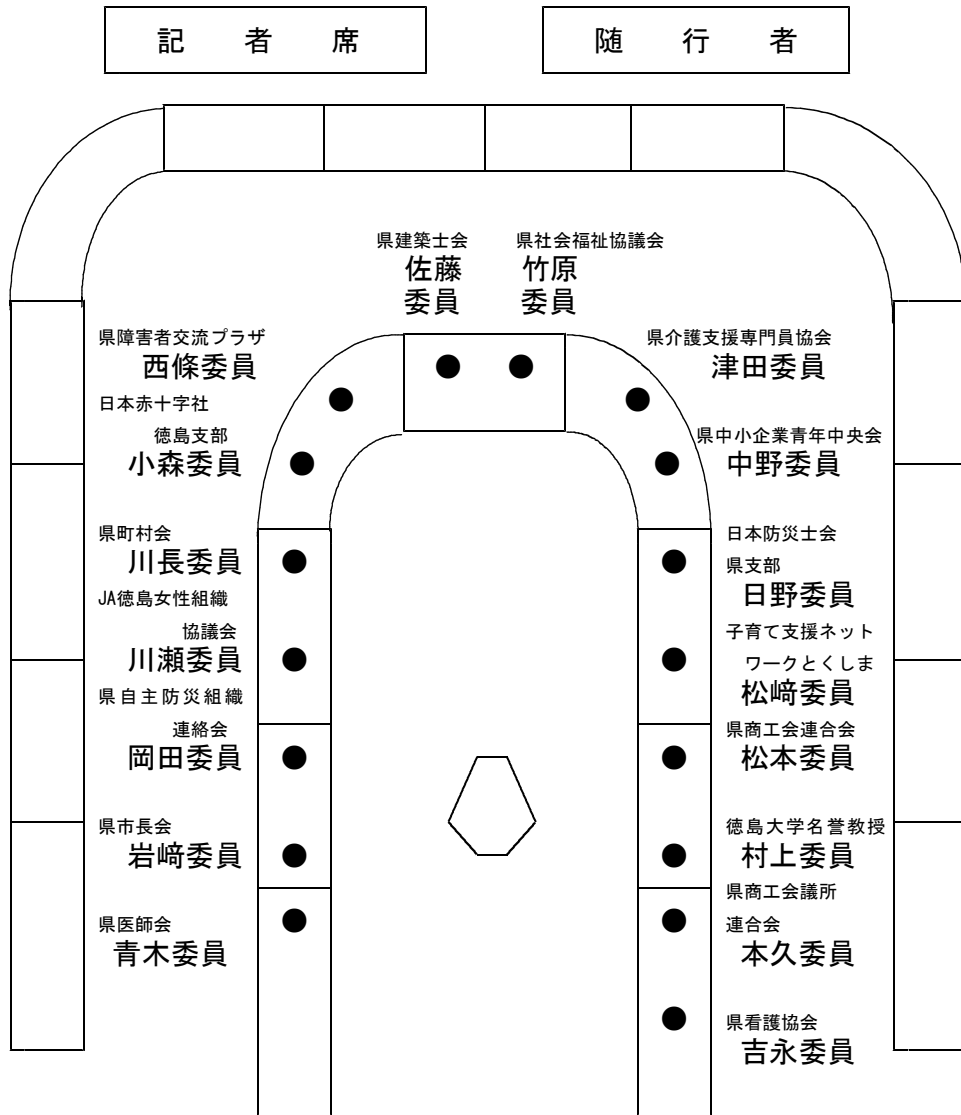 記者席
随行者
県建築士会
佐藤
委員
県社会福祉協議会
竹原
委員
県障害者交流プラザ
西條委員
日本赤十字社
徳島支部
小森委員
県町村会
川長委員
JA徳島女性組織
協議会
川瀬委員
県自主防災組織
連絡会
岡田委員
県市長会
岩﨑委員
県医師会
青木委員
県介護支援専門員協会
津田委員
県中小企業青年中央会
中野委員
日本防災士会
県支部
日野委員
子育て支援ネット
ワークとくしま
松﨑委員
県商工会連合会
松本委員
徳島大学名誉教授
村上委員
県商工会議所
連合会
本久委員
県看護協会
吉永委員